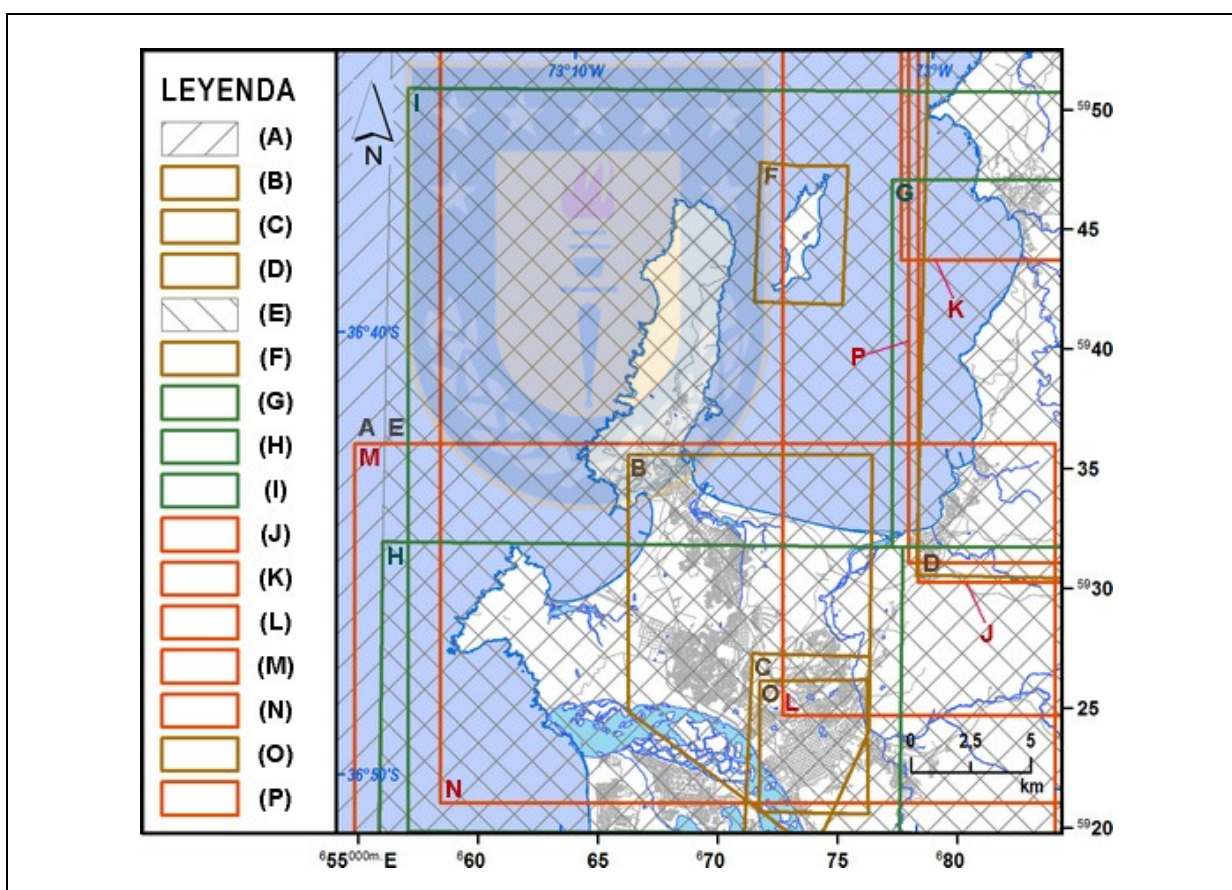 LEYENDA
(A)
(B)
(C)
(D)
(E)
(F)
(G)
(H)
(I)
(J)
(K)
(L)
(M)
(N)
(O)
(P)
73°10'W
73°W
N
I
F
G
K
P
36°40'S
A E
M
B
H
D
J
C
O
L
N
36°50'S
0 2,5 5
km
⁵⁹50
45
⁵⁹40
35
⁵⁹30
25
⁵⁹20
⁶55⁰⁰⁰ᵐ·E
⁶60
65
⁶70
75
⁶80